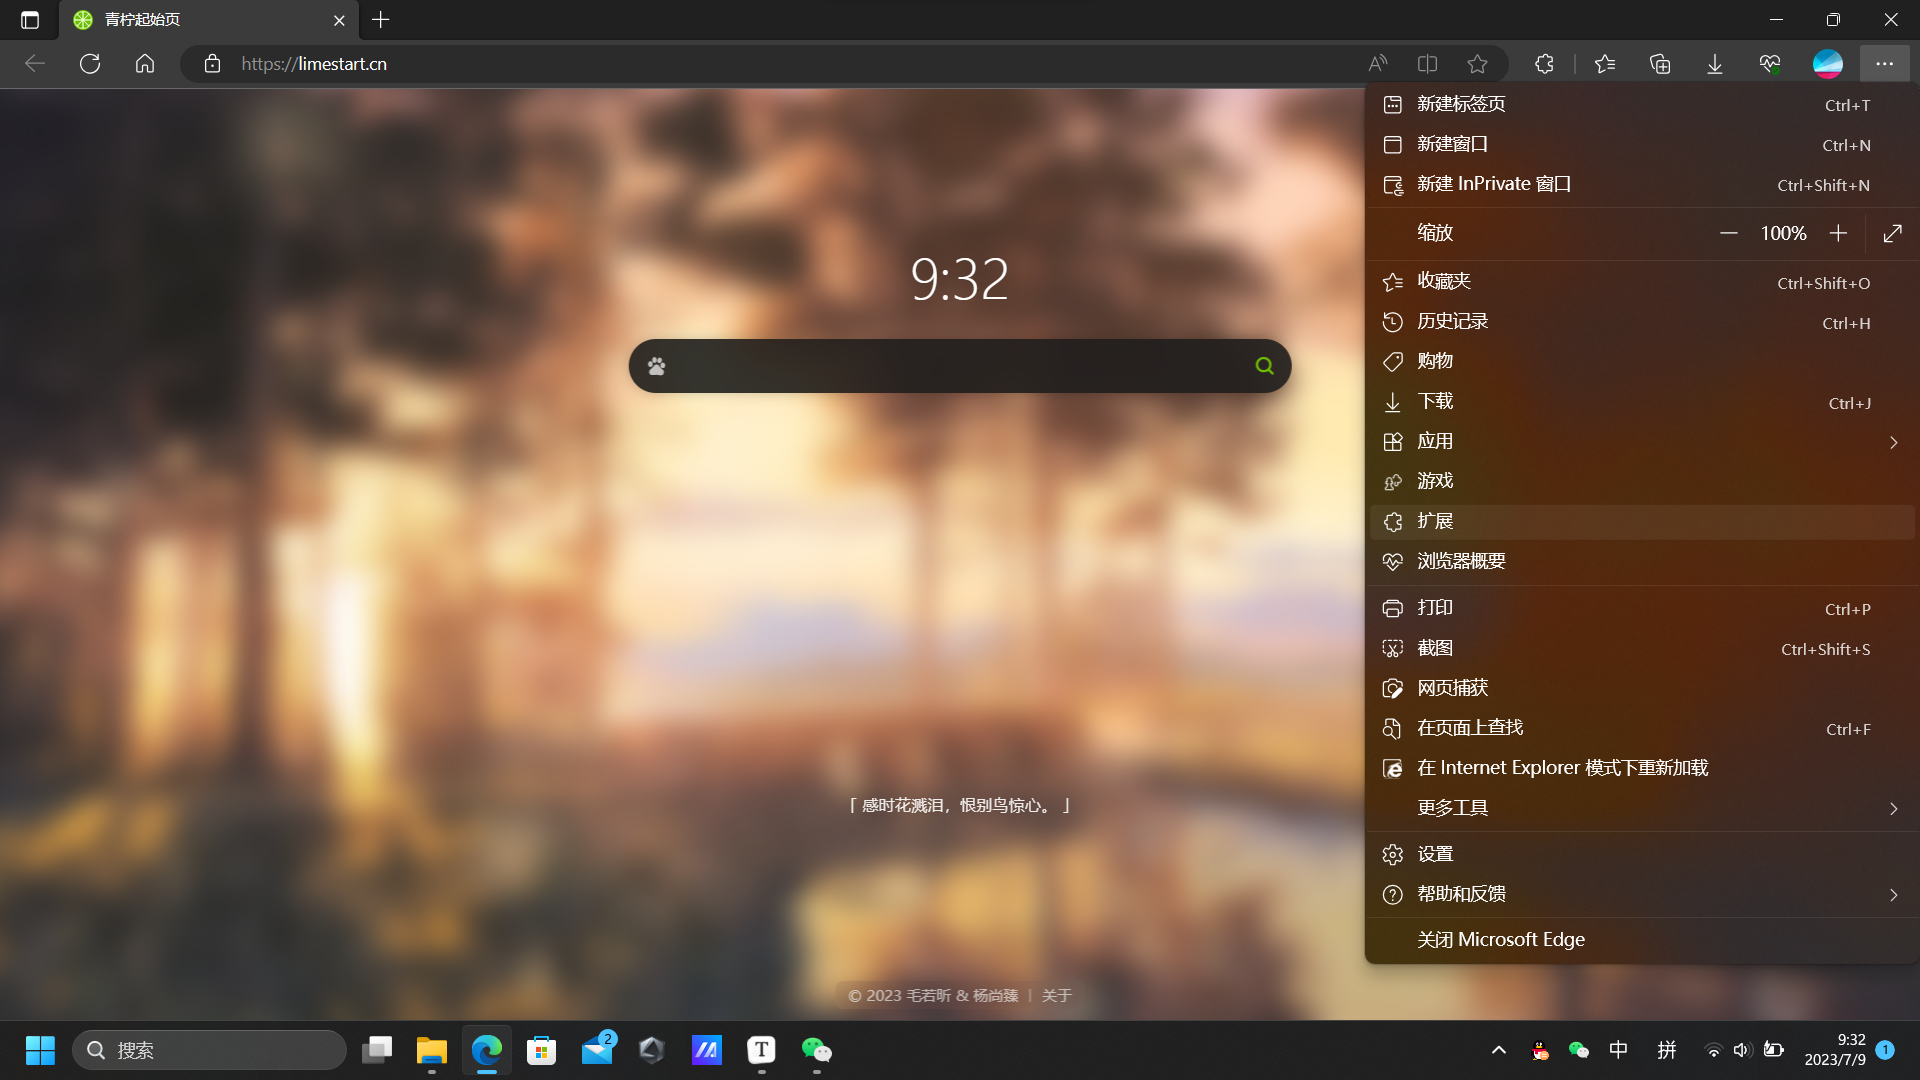 青柠起始页
https://limestart.cn
新建标签页 Ctrl+T
新建窗口 Ctrl+N
新建 InPrivate 窗口 Ctrl+Shift+N
缩放 100%
收藏夹 Ctrl+Shift+O
历史记录 Ctrl+H
购物
下载 Ctrl+J
应用
游戏
扩展
浏览器概要
打印 Ctrl+P
截图 Ctrl+Shift+S
网页捕获
在页面上查找 Ctrl+F
在 Internet Explorer 模式下重新加载
更多工具
设置
帮助和反馈
关闭 Microsoft Edge
9:32
「 感时花溅泪，恨别鸟惊心。 」
© 2023 毛若昕 & 杨尚臻 | 关于
搜索
2
T
中
拼
9:32
2023/7/9
1